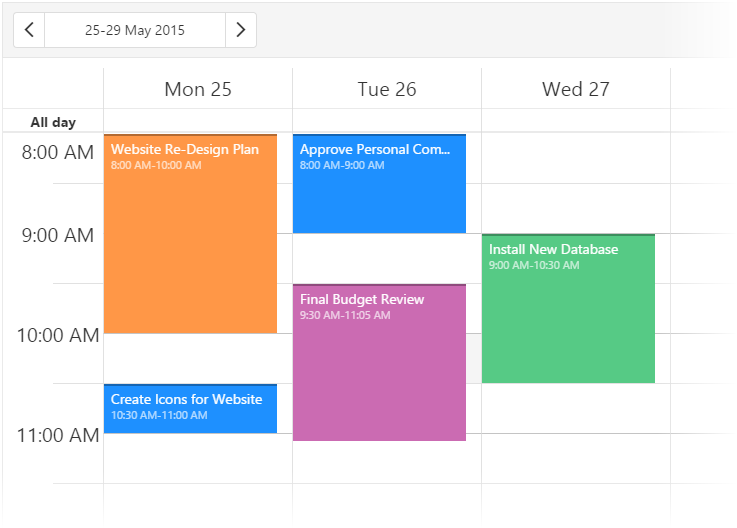 25-29 May 2015
Mon 25
Tue 26
Wed 27
All day
8:00 AM
Website Re-Design Plan
8:00 AM-10:00 AM
Approve Personal Com...
8:00 AM-9:00 AM
9:00 AM
Install New Database
9:00 AM-10:30 AM
Final Budget Review
9:30 AM-11:05 AM
10:00 AM
Create Icons for Website
10:30 AM-11:00 AM
11:00 AM